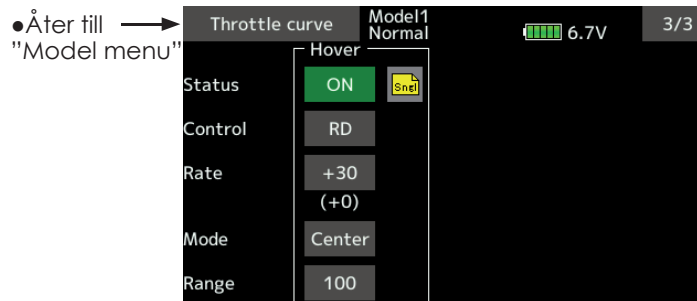 ●Åter till
”Model menu”
Throttle curve
Model1
Normal
6.7V
3/3
Hover
Status
ON
Sngl
Control
RD
Rate
+30
(+0)
Mode
Center
Range
100